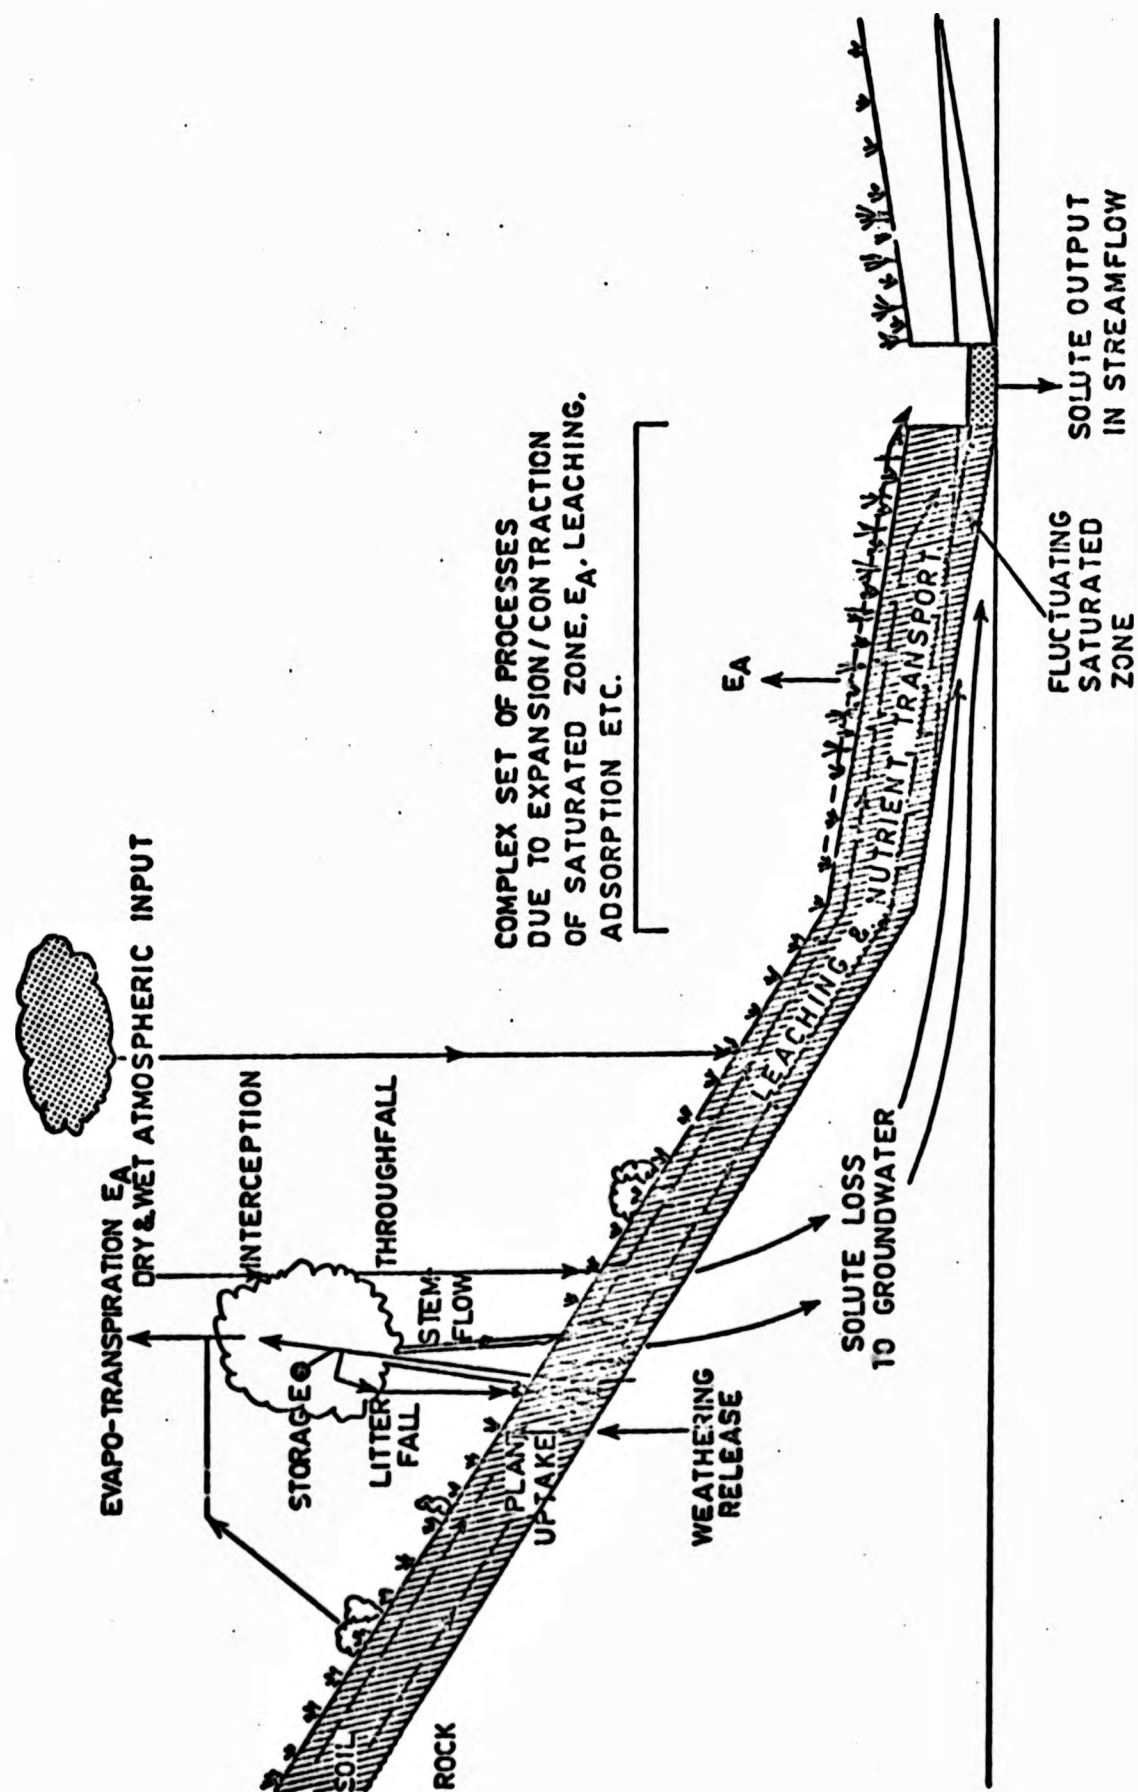 EVAPO-TRANSPIRATION EA
DRY & WET ATMOSPHERIC INPUT
INTERCEPTION
STORAGE
THROUGHFALL
LITTER
FALL
STEM-
FLOW
COMPLEX SET OF PROCESSES
DUE TO EXPANSION/CONTRACTION
OF SATURATED ZONE, EA, LEACHING,
ADSORPTION ETC.
SOIL
ROCK
PLANT
UPTAKE
WEATHERING
RELEASE
EA
LEACHING & NUTRIENT TRANSPORT
SOLUTE LOSS
TO GROUNDWATER
FLUCTUATING
SATURATED
ZONE
SOLUTE OUTPUT
IN STREAMFLOW